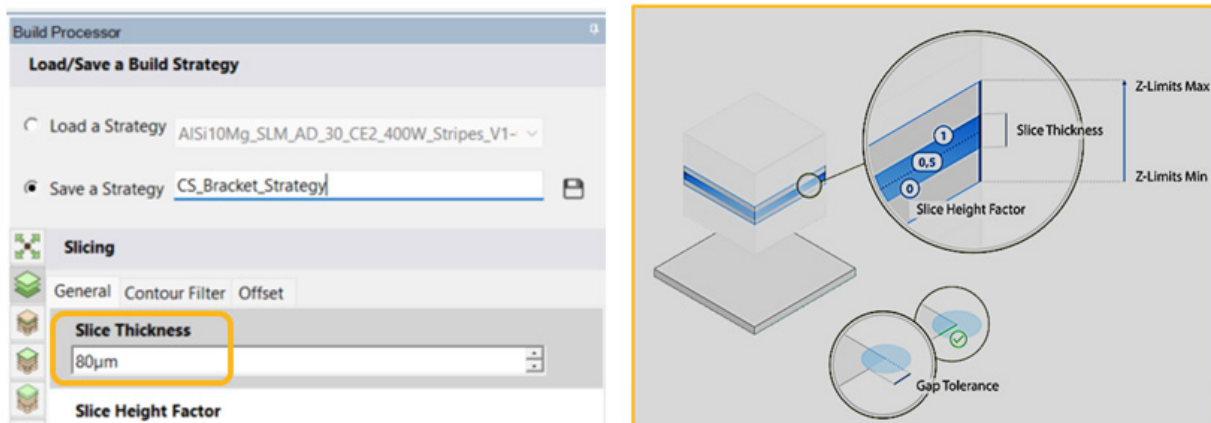 Build Processor
Load/Save a Build Strategy
Load a Strategy
AlSi10Mg_SLM_AD_30_CE2_400W_Stripes_V1-
Save a Strategy
CS_Bracket_Strategy
Slicing
General Contour Filter Offset
Slice Thickness
80µm
Slice Height Factor
Z-Limits Max
1
Slice Thickness
0,5
Z-Limits Min
0
Slice Height Factor
Gap Tolerance